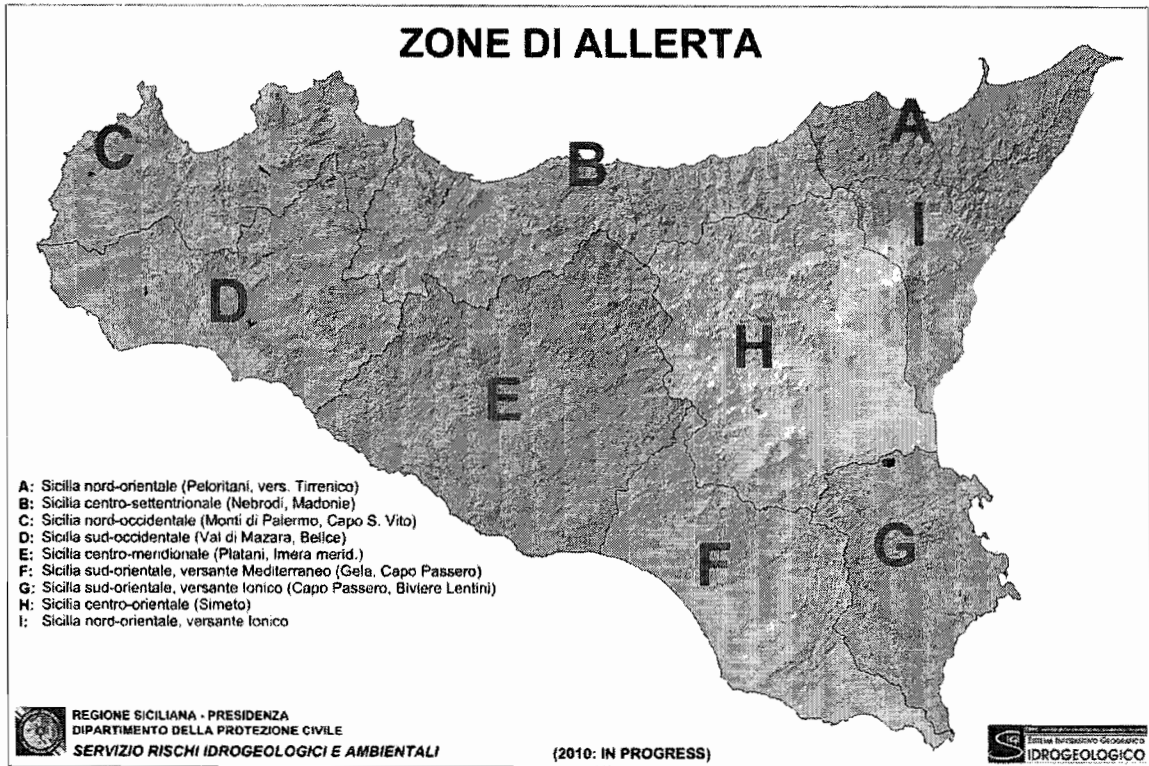 ZONE DI ALLERTA
A
C
B
I
D
H
E
G
F
A: Sicilia nord-orientale (Peloritani, vers. Tirrenico)
B: Sicilia centro-settentrionale (Nebrodi, Madonie)
C: Sicilia nord-occidentale (Monti di Palermo, Capo S. Vito)
D: Sicilia sud-occidentale (Val di Mazara, Belice)
E: Sicilia centro-meridionale (Platani, Imera merid.)
F: Sicilia sud-orientale, versante Mediterraneo (Gela, Capo Passero)
G: Sicilia sud-orientale, versante Ionico (Capo Passero, Biviere Lentini)
H: Sicilia centro-orientale (Simeto)
I: Sicilia nord-orientale, versante Ionico
REGIONE SICILIANA - PRESIDENZA
DIPARTIMENTO DELLA PROTEZIONE CIVILE
SERVIZIO RISCHI IDROGEOLOGICI E AMBIENTALI
(2010: IN PROGRESS)
IDROGEOLOGICO